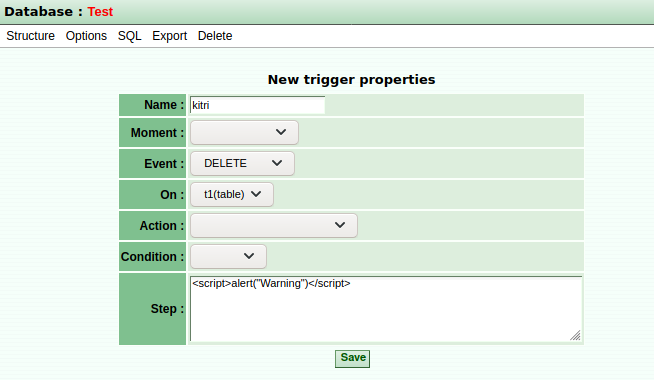 Database : Test
Structure Options SQL Export Delete
New trigger properties
Name : kitri
Moment :
Event : DELETE
On : t1(table)
Action :
Condition :
Step : <script>alert("Warning")</script>
Save